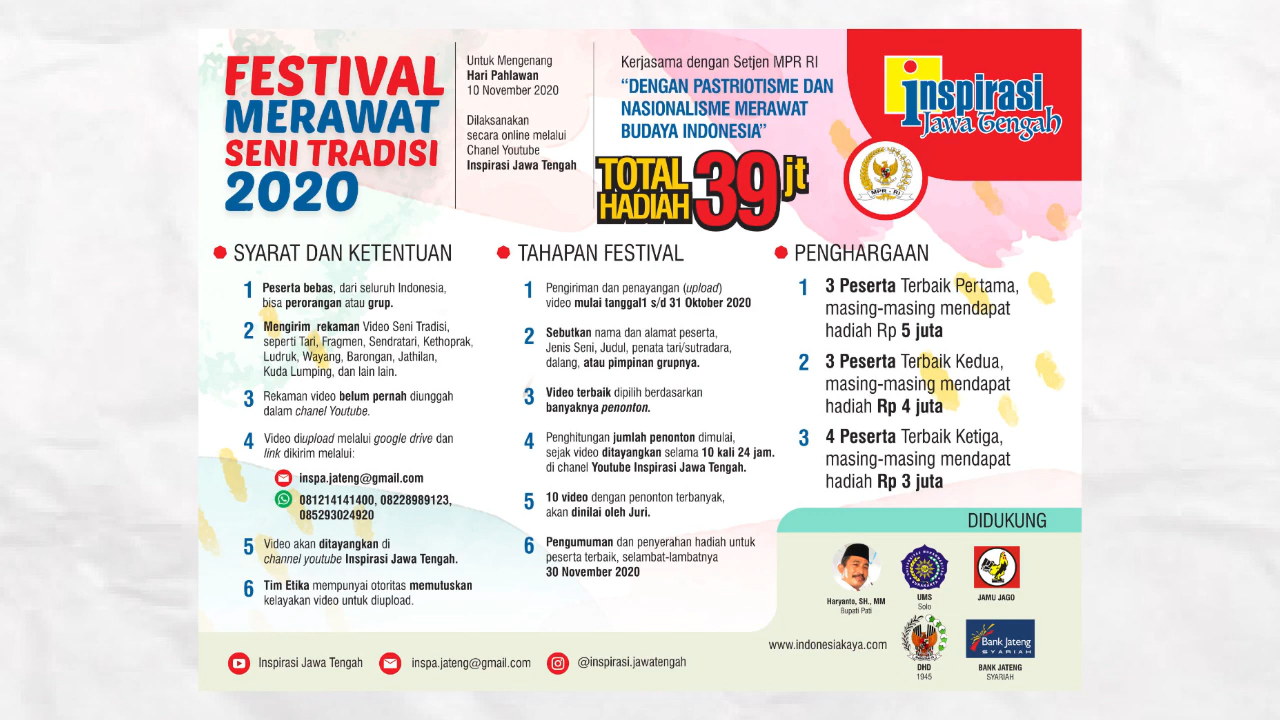 FESTIVAL
MERAWAT
SENI TRADISI
2020
Untuk Mengenang
Hari Pahlawan
10 November 2020
Dilaksanakan
secara online melalui
Chanel Youtube
Inspirasi Jawa Tengah
Kerjasama dengan Setjen MPR RI
“DENGAN PASTRIOTISME DAN
NASIONALISME MERAWAT
BUDAYA INDONESIA”
TOTAL
HADIAH
39 jt
inspirasi
Jawa Tengah
MPR - RI
SYARAT DAN KETENTUAN
1 Peserta bebas, dari seluruh Indonesia,
bisa perorangan atau grup.
2 Mengirim rekaman Video Seni Tradisi,
seperti Tari, Fragmen, Sendratari, Kethoprak,
Ludruk, Wayang, Barongan, Jathilan,
Kuda Lumping, dan lain lain.
3 Rekaman video belum pernah diunggah
dalam chanel Youtube.
4 Video diupload melalui google drive dan
link dikirim melalui:
inspa.jateng@gmail.com
081214141400, 08228989123,
085293024920
5 Video akan ditayangkan di
channel youtube Inspirasi Jawa Tengah.
6 Tim Etika mempunyai otoritas memutuskan
kelayakan video untuk diupload.
TAHAPAN FESTIVAL
1 Pengiriman dan penayangan (upload)
video mulai tanggal1 s/d 31 Oktober 2020
2 Sebutkan nama dan alamat peserta,
Jenis Seni, Judul, penata tari/sutradara,
dalang, atau pimpinan grupnya.
3 Video terbaik dipilih berdasarkan
banyaknya penonton.
4 Penghitungan jumlah penonton dimulai,
sejak video ditayangkan selama 10 kali 24 jam.
di chanel Youtube Inspirasi Jawa Tengah.
5 10 video dengan penonton terbanyak,
akan dinilai oleh Juri.
6 Pengumuman dan penyerahan hadiah untuk
peserta terbaik, selambat-lambatnya
30 November 2020
PENGHARGAAN
1 3 Peserta Terbaik Pertama,
masing-masing mendapat
hadiah Rp 5 juta
2 3 Peserta Terbaik Kedua,
masing-masing mendapat
hadiah Rp 4 juta
3 4 Peserta Terbaik Ketiga,
masing-masing mendapat
hadiah Rp 3 juta
DIDUKUNG
Haryanto, SH., MM
Bupati Pati
UMS
Solo
JAMU JAGO
www.indonesiakaya.com
DHD
1945
Bank Jateng
SYARIAH
BANK JATENG
SYARIAH
Inspirasi Jawa Tengah
inspa.jateng@gmail.com
@inspirasi.jawatengah